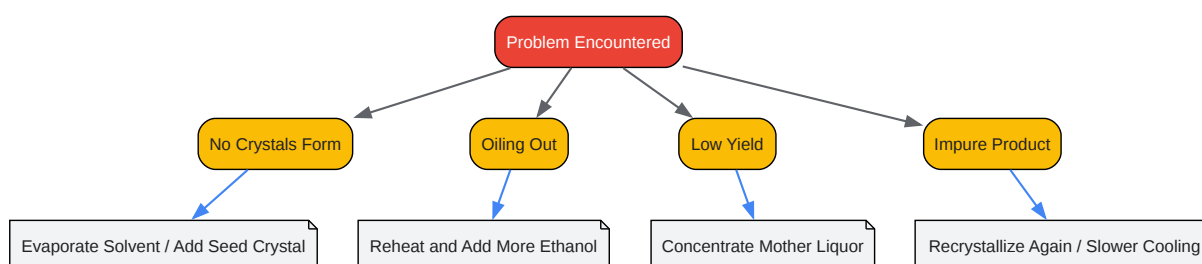 Problem Encountered
No Crystals Form
Oiling Out
Low Yield
Impure Product
Evaporate Solvent / Add Seed Crystal
Reheat and Add More Ethanol
Concentrate Mother Liquor
Recrystallize Again / Slower Cooling